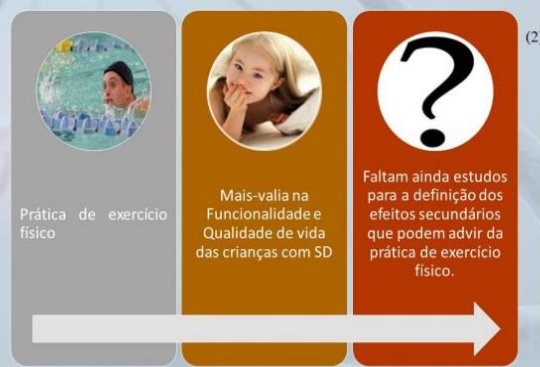 (2)
Prática de exercício
físico
Mais-valia na
Funcionalidade e
Qualidade de vida
das crianças com SD
?
Faltam ainda estudos
para a definição dos
efeitos secundários
que podem advir da
prática de exercício
físico.